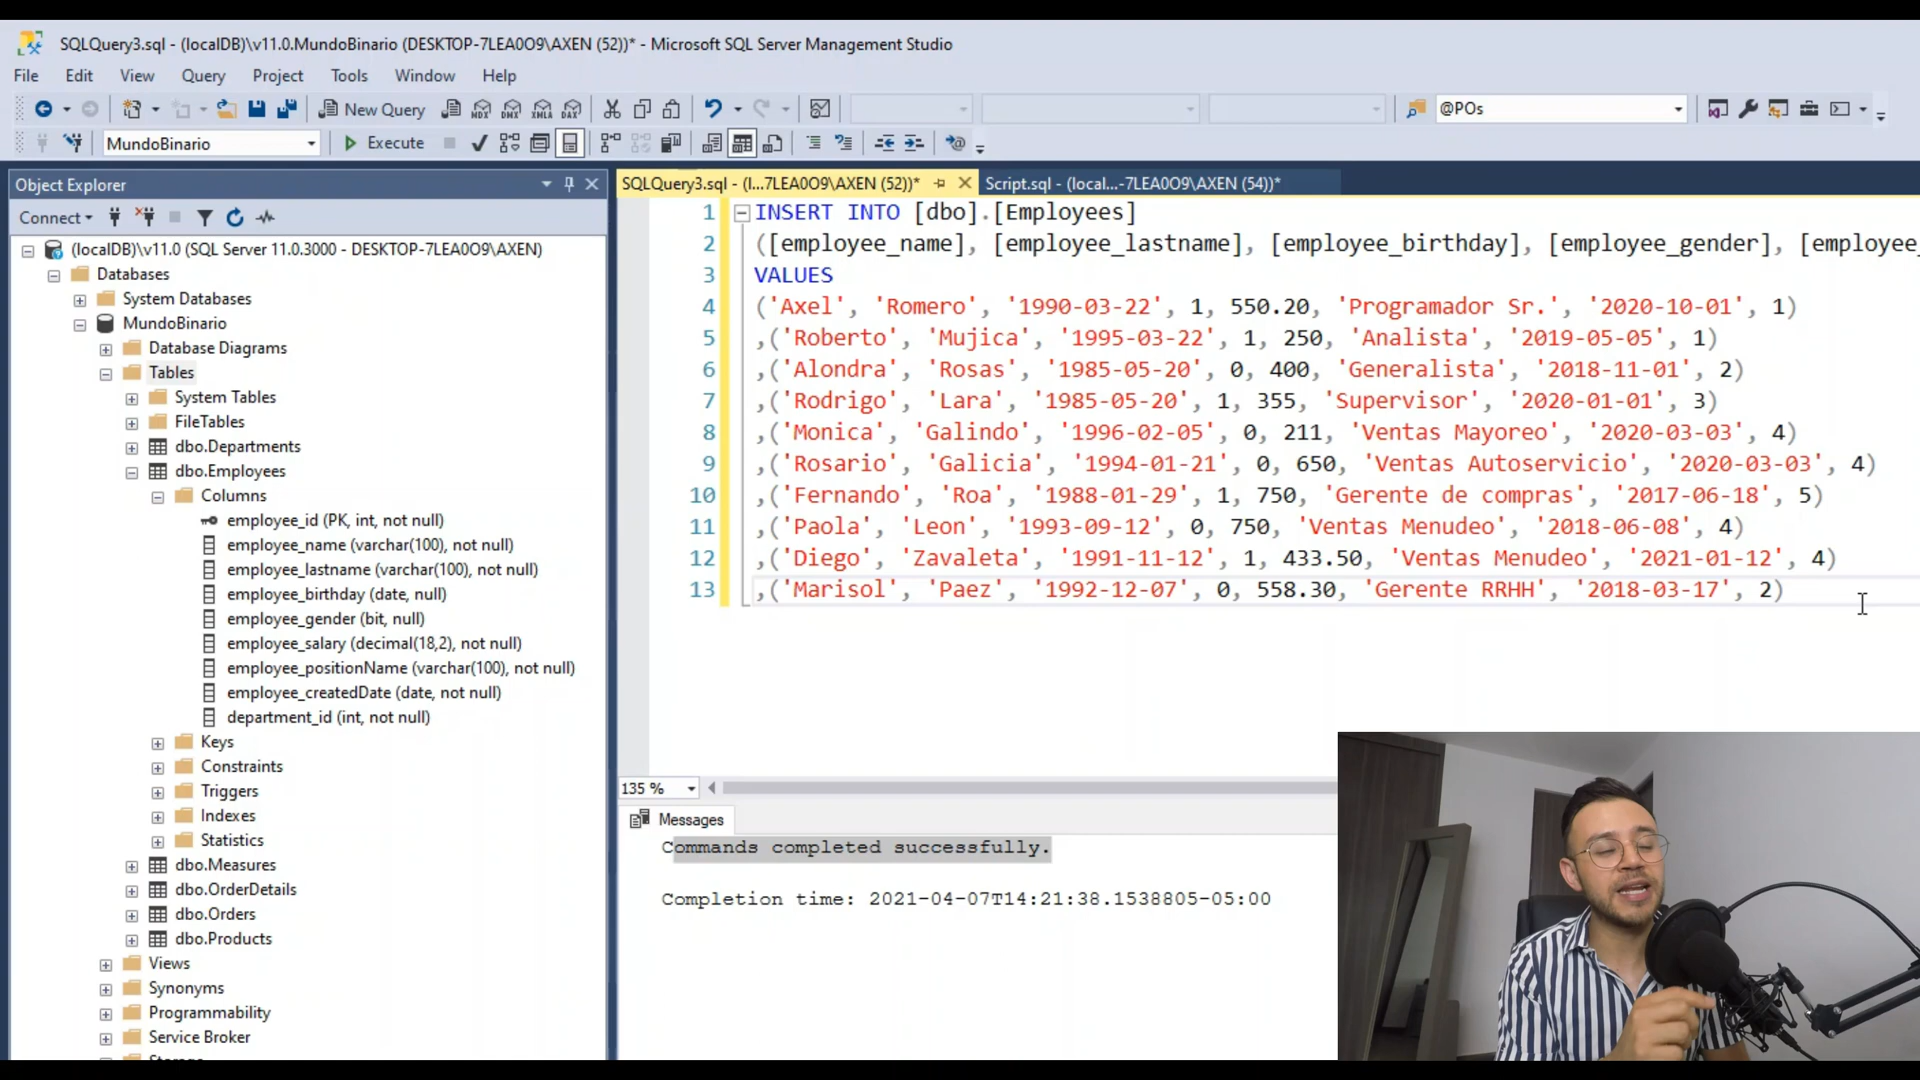 SQLQuery3.sql - (localDB)\v11.0.MundoBinario (DESKTOP-7LEA0O9\AXEN (52))* - Microsoft SQL Server Management Studio
File Edit View Query Project Tools Window Help
New Query MDX DMX XMLA DAX @POs
MundoBinario Execute
Object Explorer
Connect
(localDB)\v11.0 (SQL Server 11.0.3000 - DESKTOP-7LEA0O9\AXEN)
Databases
System Databases
MundoBinario
Database Diagrams
Tables
System Tables
FileTables
dbo.Departments
dbo.Employees
Columns
employee_id (PK, int, not null)
employee_name (varchar(100), not null)
employee_lastname (varchar(100), not null)
employee_birthday (date, null)
employee_gender (bit, null)
employee_salary (decimal(18,2), not null)
employee_positionName (varchar(100), not null)
employee_createdDate (date, not null)
department_id (int, not null)
Keys
Constraints
Triggers
Indexes
Statistics
dbo.Measures
dbo.OrderDetails
dbo.Orders
dbo.Products
Views
Synonyms
Programmability
Service Broker
SQLQuery3.sql - (l...7LEA0O9\AXEN (52))* Script.sql - (local...-7LEA0O9\AXEN (54))*
1 INSERT INTO [dbo].[Employees]
2 ([employee_name], [employee_lastname], [employee_birthday], [employee_gender], [employee_
3 VALUES
4 ('Axel', 'Romero', '1990-03-22', 1, 550.20, 'Programador Sr.', '2020-10-01', 1)
5 ,('Roberto', 'Mujica', '1995-03-22', 1, 250, 'Analista', '2019-05-05', 1)
6 ,('Alondra', 'Rosas', '1985-05-20', 0, 400, 'Generalista', '2018-11-01', 2)
7 ,('Rodrigo', 'Lara', '1985-05-20', 1, 355, 'Supervisor', '2020-01-01', 3)
8 ,('Monica', 'Galindo', '1996-02-05', 0, 211, 'Ventas Mayoreo', '2020-03-03', 4)
9 ,('Rosario', 'Galicia', '1994-01-21', 0, 650, 'Ventas Autoservicio', '2020-03-03', 4)
10 ,('Fernando', 'Roa', '1988-01-29', 1, 750, 'Gerente de compras', '2017-06-18', 5)
11 ,('Paola', 'Leon', '1993-09-12', 0, 750, 'Ventas Menudeo', '2018-06-08', 4)
12 ,('Diego', 'Zavaleta', '1991-11-12', 1, 433.50, 'Ventas Menudeo', '2021-01-12', 4)
13 ,('Marisol', 'Paez', '1992-12-07', 0, 558.30, 'Gerente RRHH', '2018-03-17', 2)
135 %
Messages
Commands completed successfully.
Completion time: 2021-04-07T14:21:38.1538805-05:00